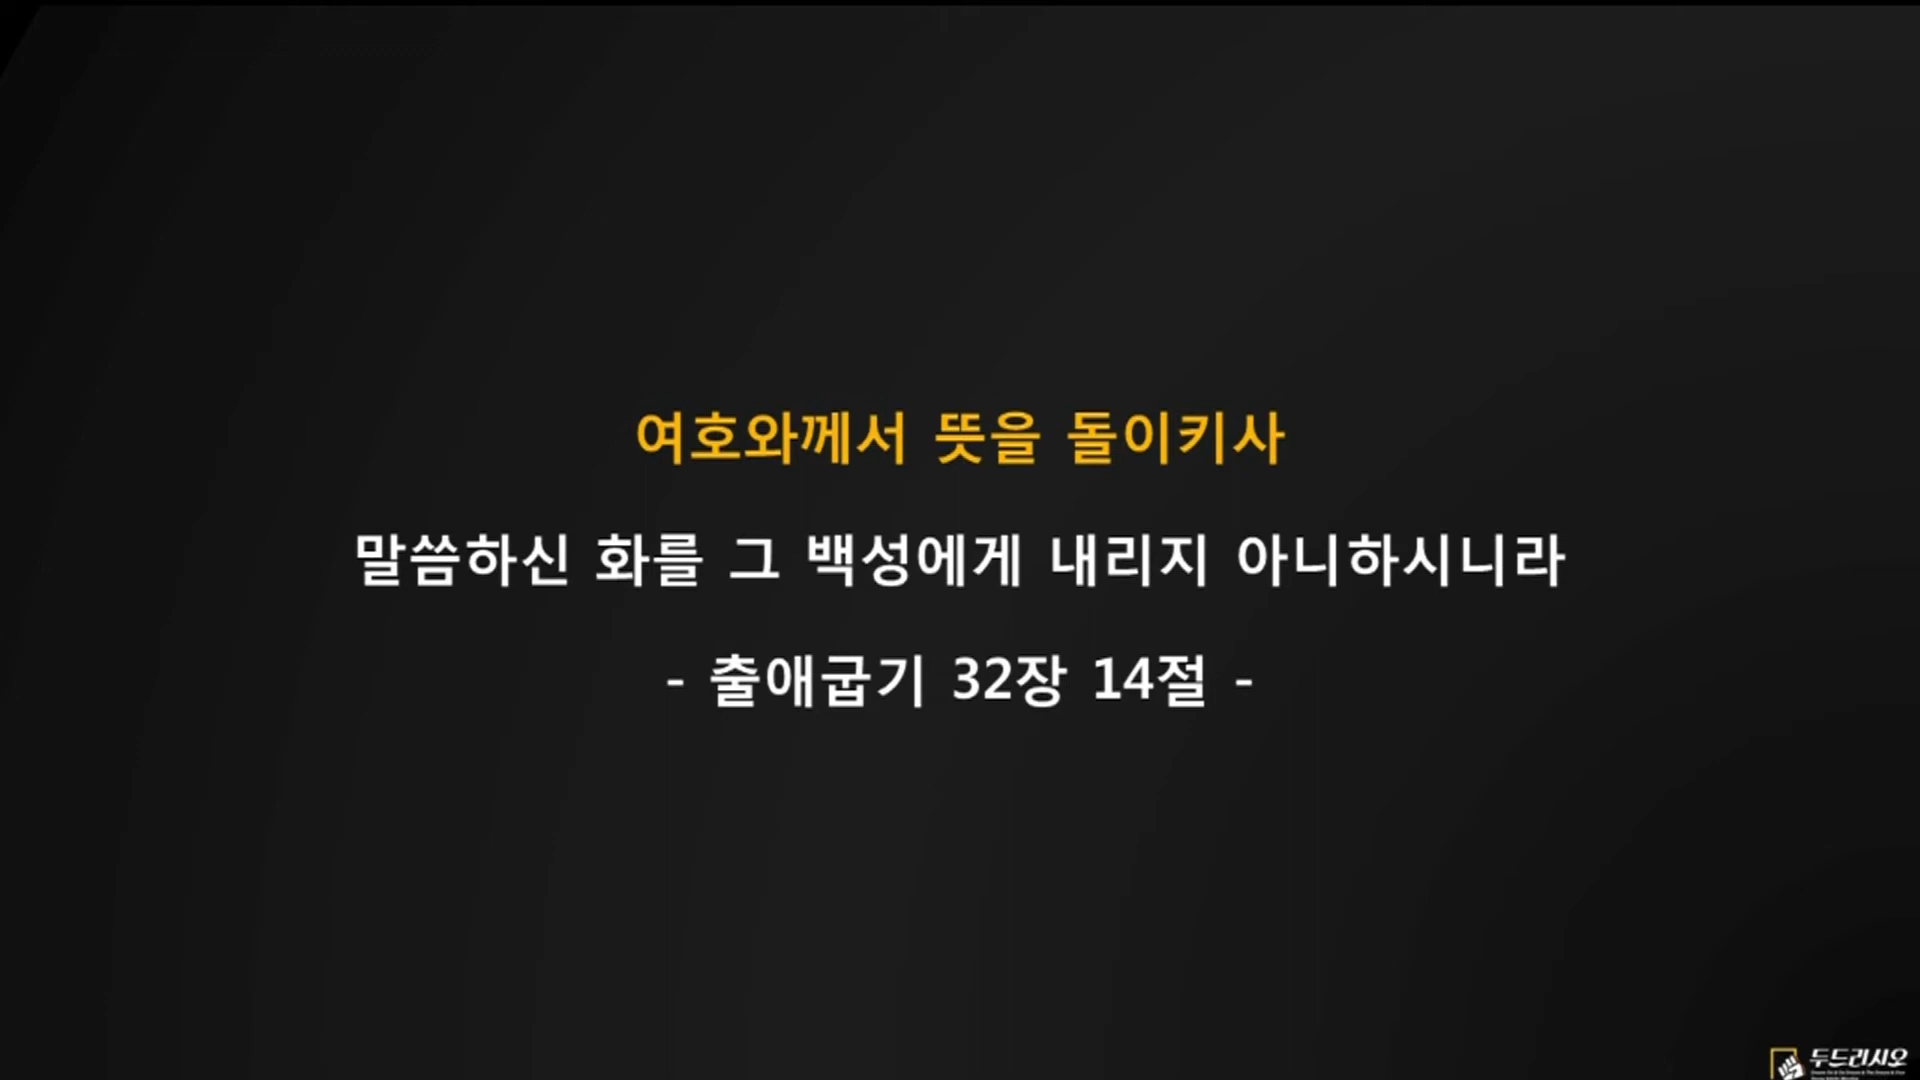 여호와께서 뜻을 돌이키사
말씀하신 화를 그 백성에게 내리지 아니하시니라
- 출애굽기 32장 14절 -
두드리시오